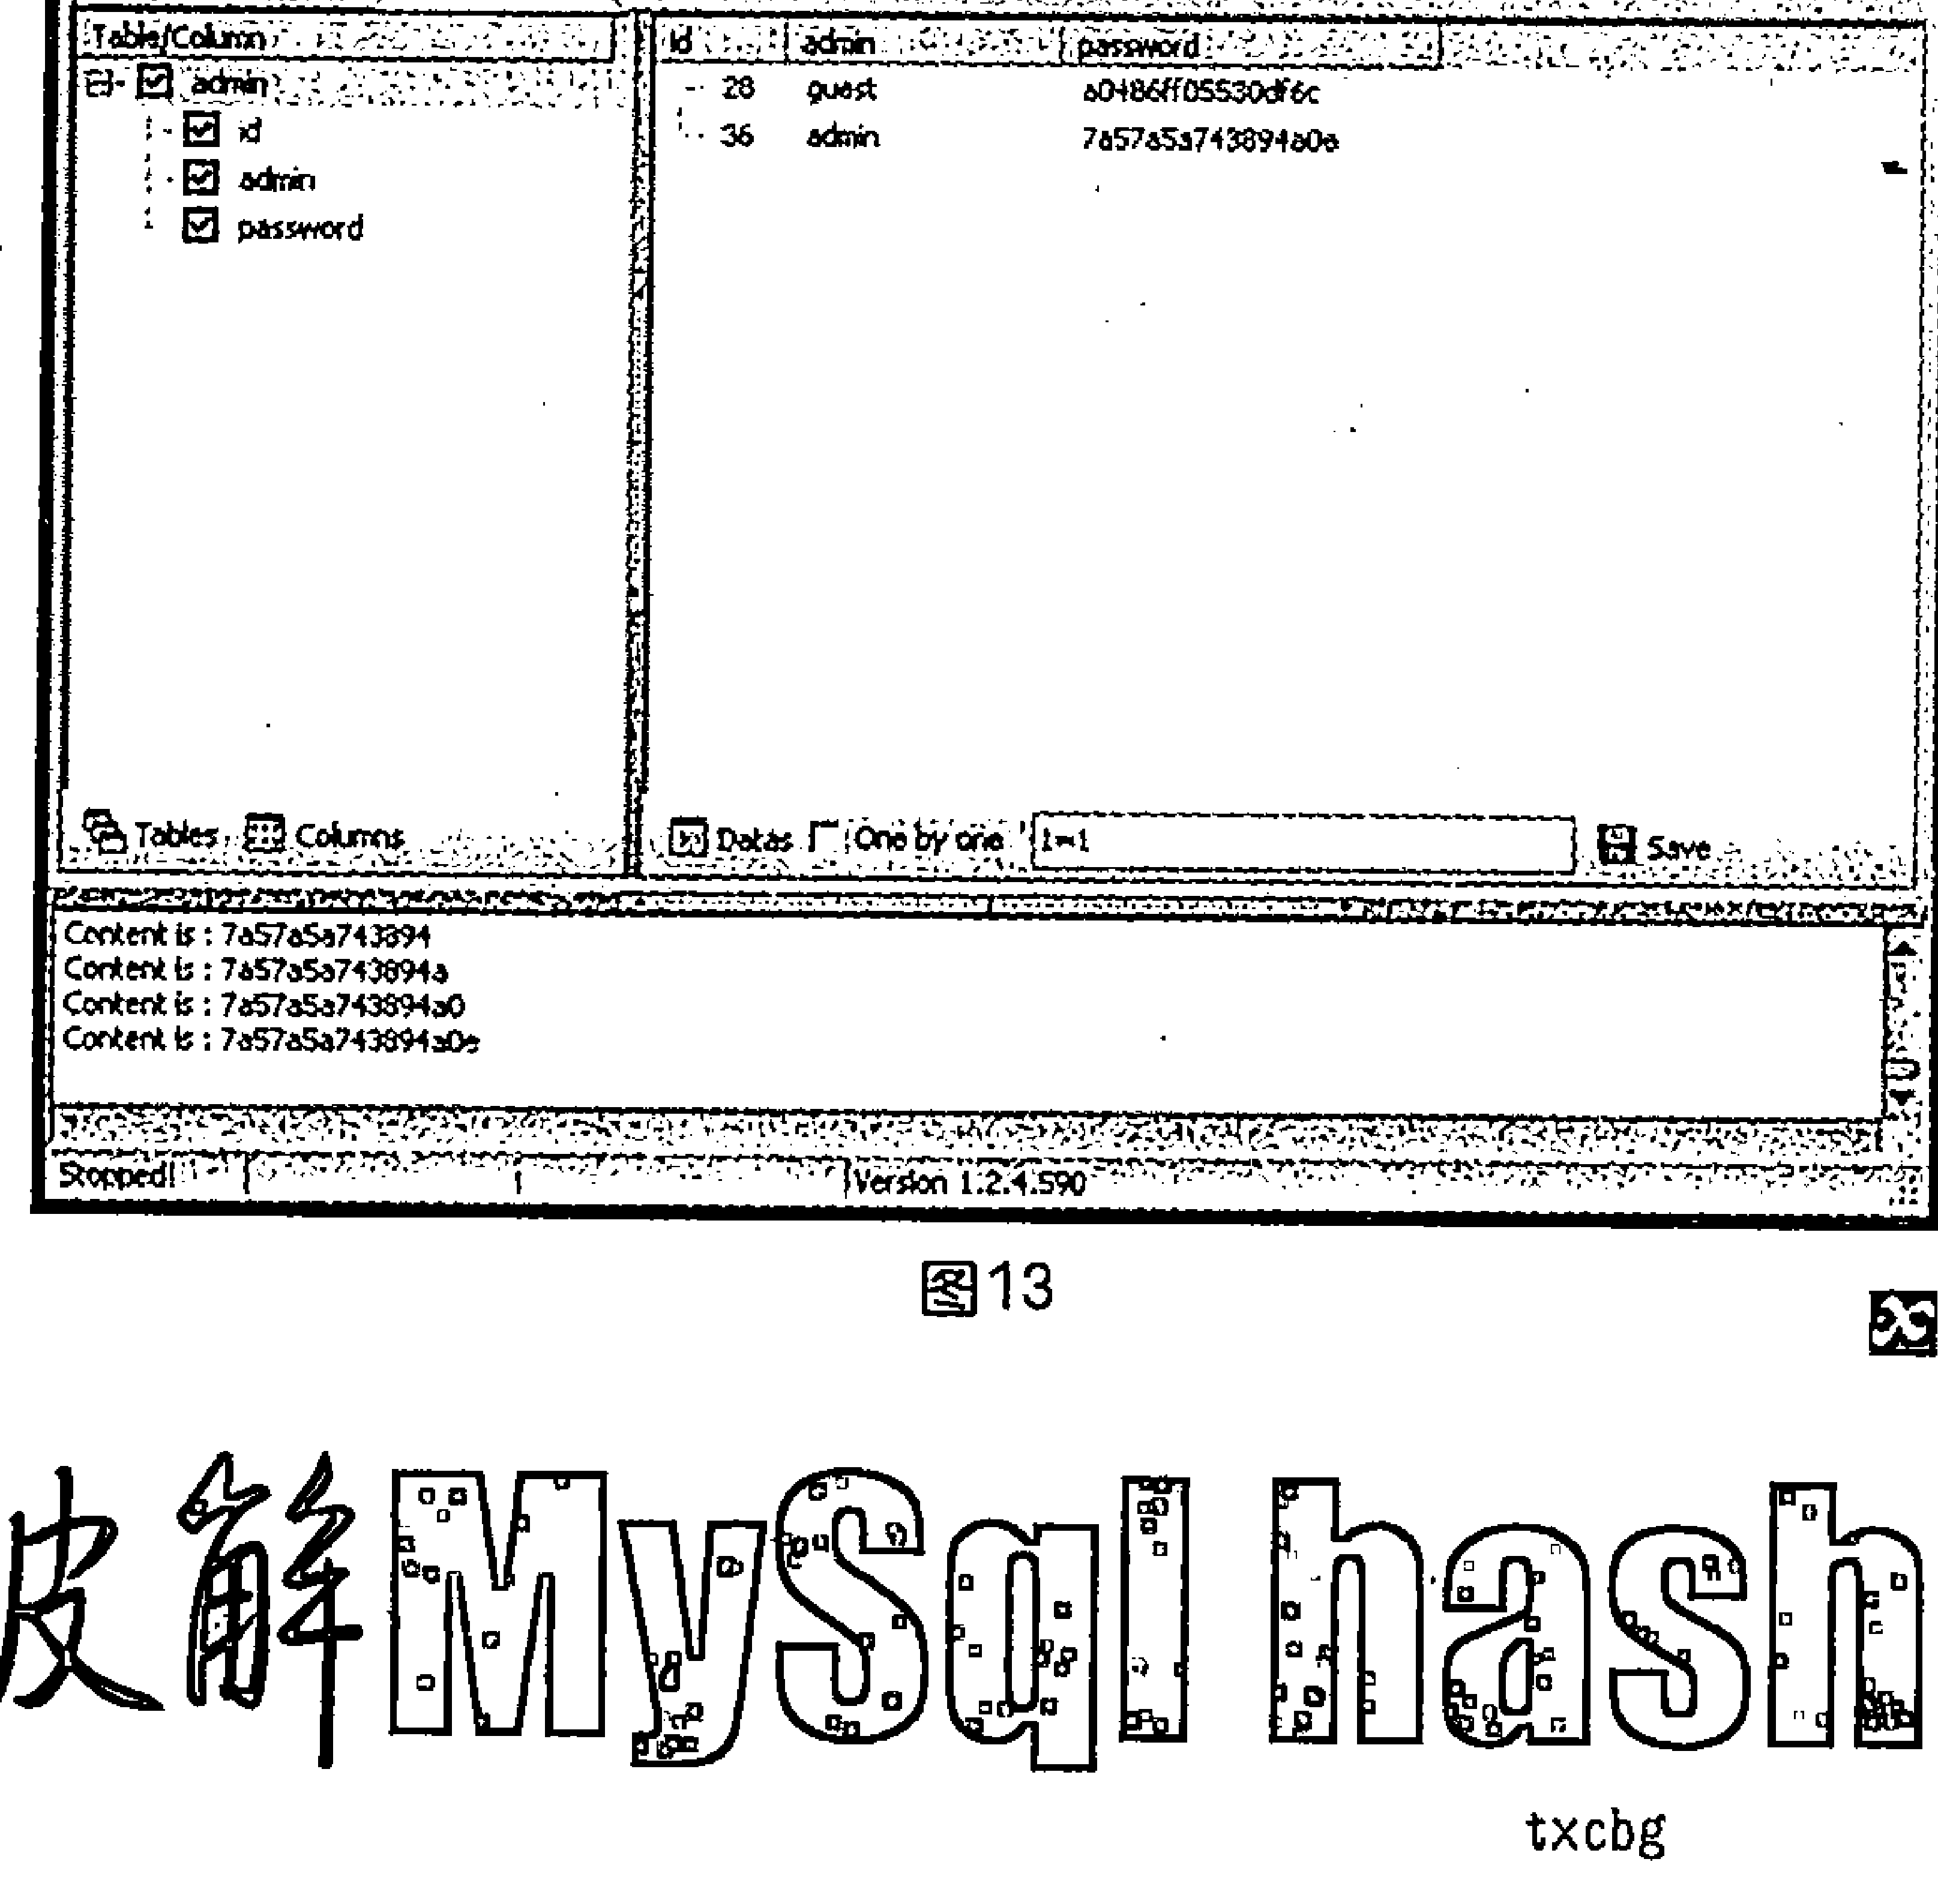 Table/Column
admin
id
admin
password
id admin password
28 guest a0486ff05530df6c
36 admin 7a57a5a743894a0e
Tables Columns
Datas One by one 1=1 Save
Content is : 7a57a5a743894
Content is : 7a57a5a743894a
Content is : 7a57a5a743894a0
Content is : 7a57a5a743894a0e
Stopped! Version 1.2.4.590
图13
解MySql hash
txcbg